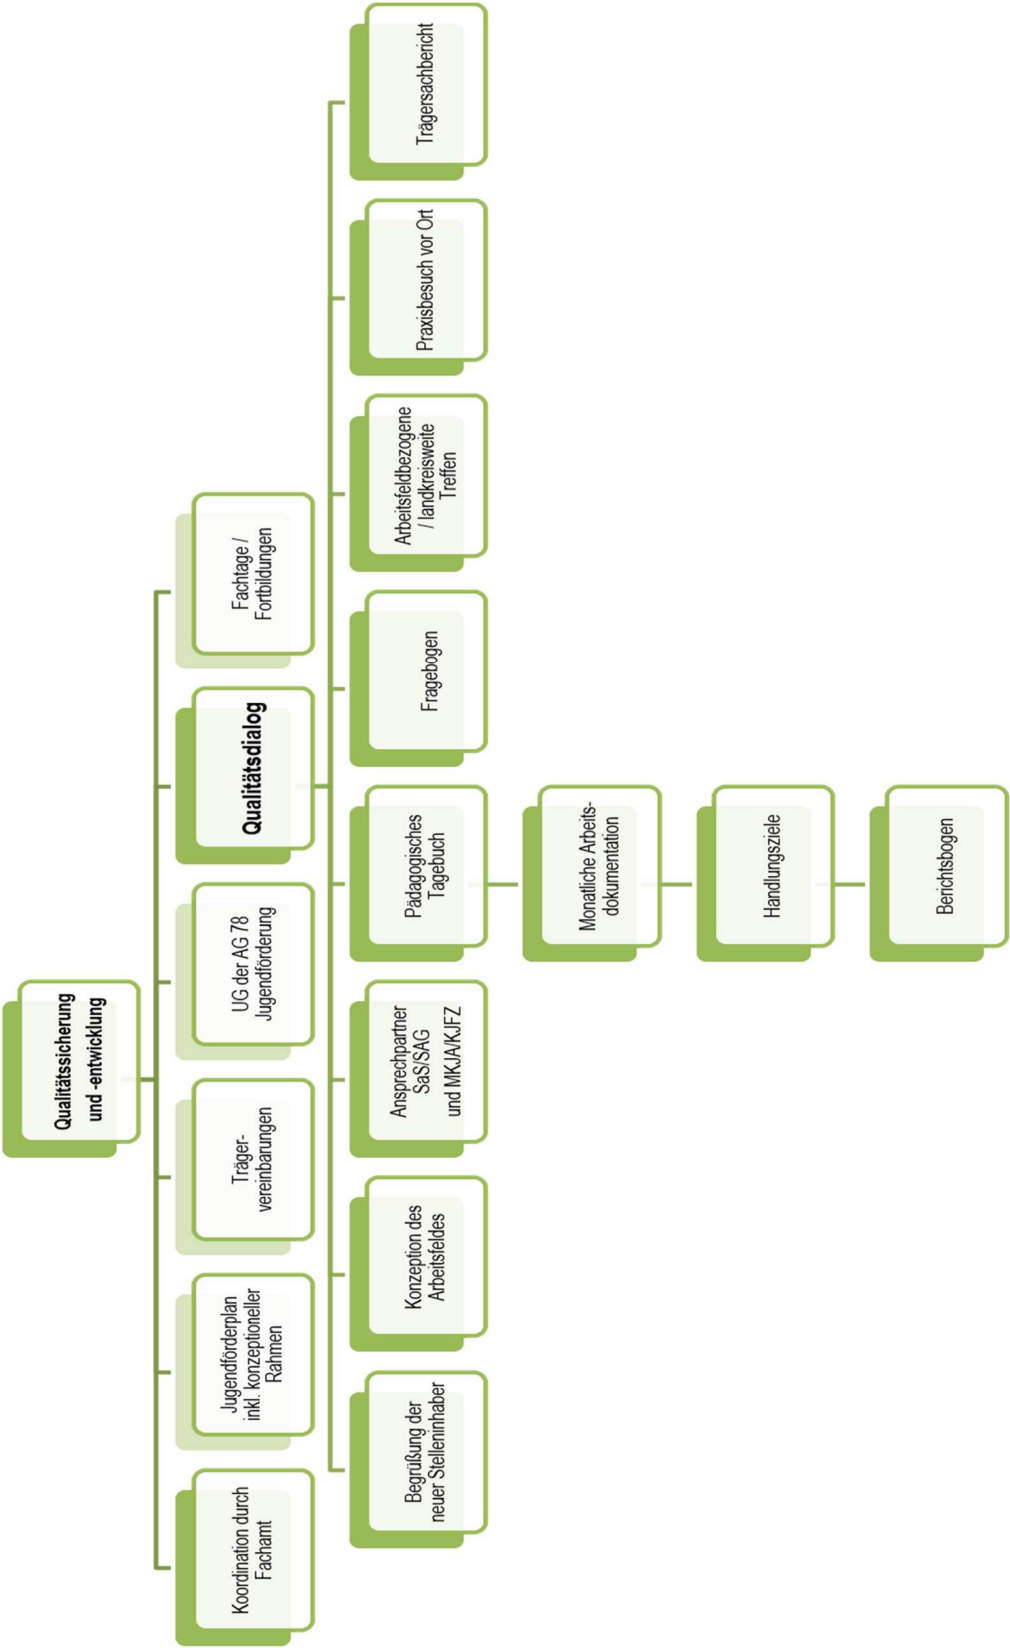 Qualitätssicherung
und -entwicklung
Koordination durch
Fachamt
Jugendförderplan
inkl. konzeptioneller
Rahmen
Träger-
vereinbarungen
UG der AG 78
Jugendförderung
Qualitätsdialog
Fachtage /
Fortbildungen
Begrüßung der
neuer Stelleninhaber
Konzeption des
Arbeitsfeldes
Ansprechpartner
SaS/SAG
und MKJA/KJFZ
Pädagogisches
Tagebuch
Fragebogen
Arbeitsfeldbezogene
/ landkreisweite
Treffen
Praxisbesuch vor Ort
Trägersachbericht
Monatliche Arbeits-
dokumentation
Handlungsziele
Berichtsbogen